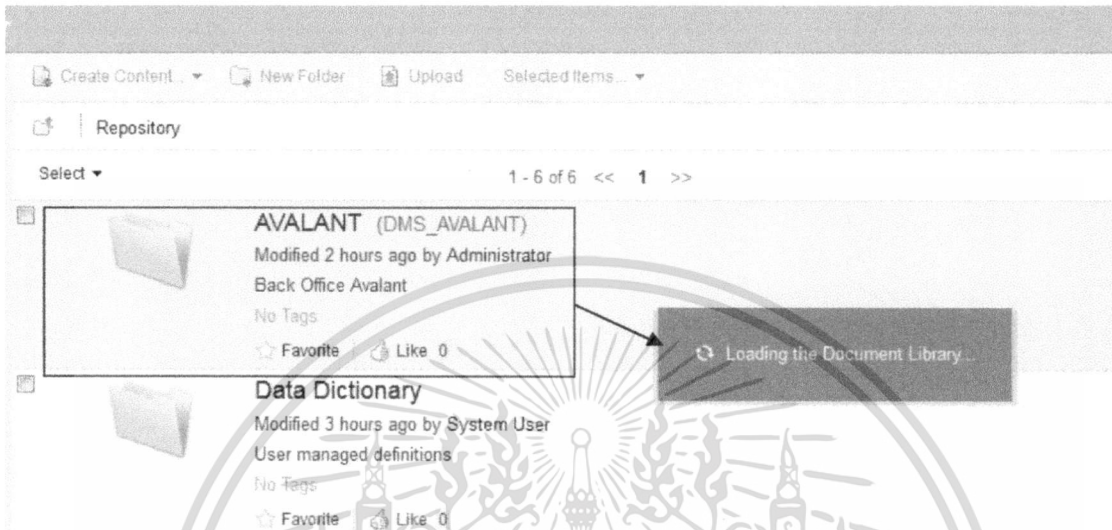 Create Content... New Folder Upload Selected Items...
Repository
Select 1 - 6 of 6 << 1 >>
AVALANT (DMS_AVALANT)
Modified 2 hours ago by Administrator
Back Office Avalant
No Tags
Favorite Like 0
Loading the Document Library...
Data Dictionary
Modified 3 hours ago by System User
User managed definitions
No Tags
Favorite Like 0